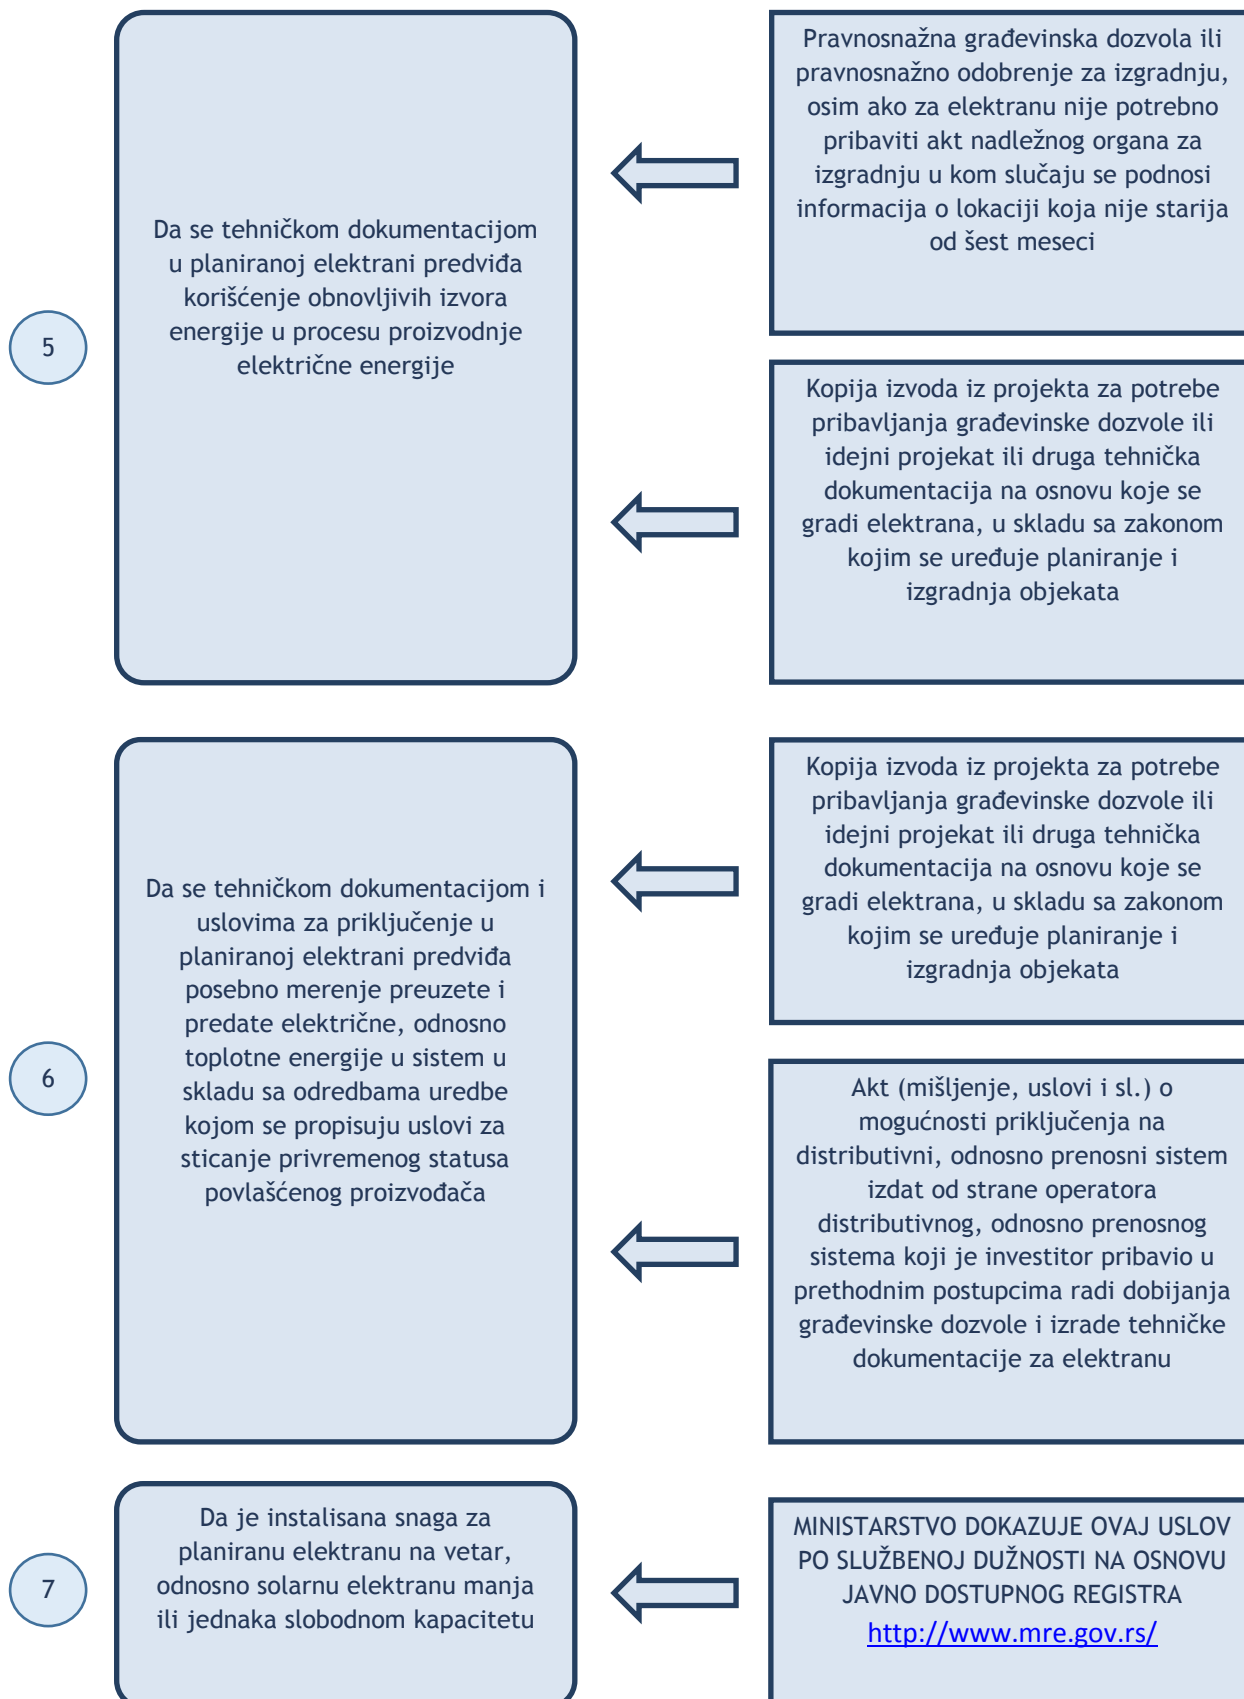 5
Da se tehničkom dokumentacijom
u planiranoj elektrani predviđa
korišćenje obnovljivih izvora
energije u procesu proizvodnje
električne energije
Pravnosnažna građevinska dozvola ili
pravnosnažno odobrenje za izgradnju,
osim ako za elektranu nije potrebno
pribaviti akt nadležnog organa za
izgradnju u kom slučaju se podnosi
informacija o lokaciji koja nije starija
od šest meseci
Kopija izvoda iz projekta za potrebe
pribavljanja građevinske dozvole ili
idejni projekat ili druga tehnička
dokumentacija na osnovu koje se
gradi elektrana, u skladu sa zakonom
kojim se uređuje planiranje i
izgradnja objekata
6
Da se tehničkom dokumentacijom i
uslovima za priključenje u
planiranoj elektrani predviđa
posebno merenje preuzete i
predate električne, odnosno
toplotne energije u sistem u
skladu sa odredbama uredbe
kojom se propisuju uslovi za
sticanje privremenog statusa
povlašćenog proizvođača
Kopija izvoda iz projekta za potrebe
pribavljanja građevinske dozvole ili
idejni projekat ili druga tehnička
dokumentacija na osnovu koje se
gradi elektrana, u skladu sa zakonom
kojim se uređuje planiranje i
izgradnja objekata
Akt (mišljenje, uslovi i sl.) o
mogućnosti priključenja na
distributivni, odnosno prenosni sistem
izdat od strane operatora
distributivnog, odnosno prenosnog
sistema koji je investitor pribavio u
prethodnim postupcima radi dobijanja
građevinske dozvole i izrade tehničke
dokumentacije za elektranu
7
Da je instalisana snaga za
planiranu elektranu na vetar,
odnosno solarnu elektranu manja
ili jednaka slobodnom kapacitetu
MINISTARSTVO DOKAZUJE OVAJ USLOV
PO SLUŽBENOJ DUŽNOSTI NA OSNOVU
JAVNO DOSTUPNOG REGISTRA
http://www.mre.gov.rs/